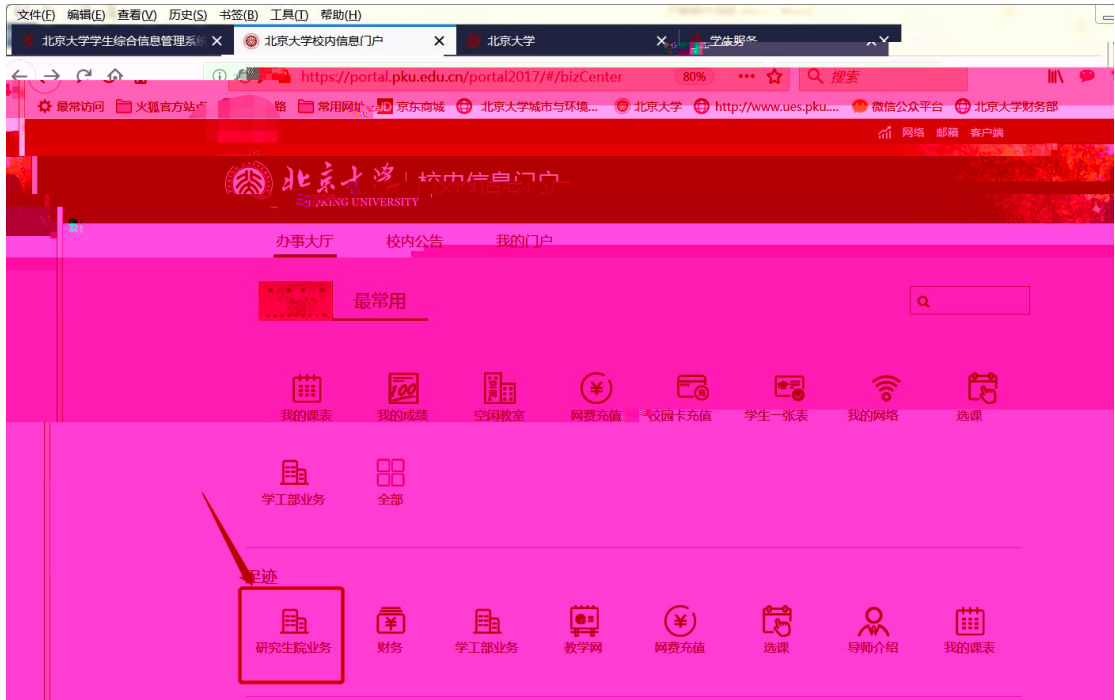 文件(F) 编辑(E) 查看(V) 历史(S) 书签(B) 工具(T) 帮助(H)
北京大学学生综合信息管理系统 北京大学校内信息门户 北京大学
https://portal.pku.edu.cn/portal2017/#/bizCenter 80% 搜索
最常访问 火狐官方站点 常用网址 JD 京东商城 北京大学城市与环境... 北京大学 http://www.ues.pku.... 微信公众平台 北京大学财务部
网络 邮箱 客户端
北京大学 校内信息门户
PEKING UNIVERSITY
办事大厅 校内公告 我的门户
最常用
我的课表 我的成绩 空闲教室 网费充值 校园卡充值 学生一张表 我的网络 选课
学工部业务 全部
足迹
研究生院业务 财务 学工部业务 教学网 网费充值 选课 导师介绍 我的课表